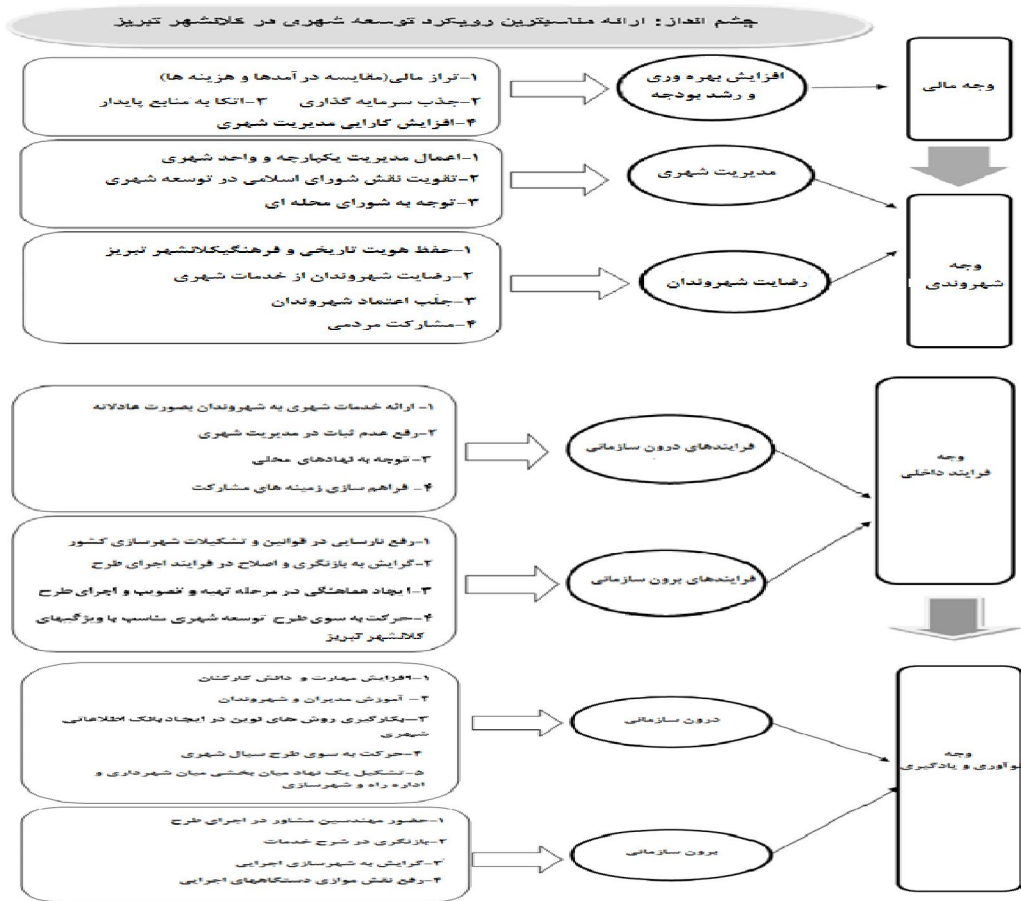 چشم انداز: ارائه مناسبترین رویکرد توسعه شهری در کلانشهر تبریز
وجه مالی
افزایش بهره وری
و رشد بودجه
۱-تراز مالی(مقایسه درآمدها و هزینه ها)
۲-جذب سرمایه گذاری ۳-اتکا به منابع پایدار
۴-افزایش کارایی مدیریت شهری
وجه
شهروندی
مدیریت شهری
۱-اعمال مدیریت یکپارچه و واحد شهری
۲-تقویت نقش شورای اسلامی در توسعه شهری
۳-توجه به شورای محله ای
رضایت شهروندان
۱-حفظ هویت تاریخی و فرهنگیکلانشهر تبریز
۲-رضایت شهروندان از خدمات شهری
۳-جلب اعتماد شهروندان
۴-مشارکت مردمی
وجه
فرایند داخلی
فرایندهای درون سازمانی
۱- ارائه خدمات شهری به شهروندان بصورت عادلانه
۲-رفع عدم ثبات در مدیریت شهری
۳-توجه به نهادهای محلی
۴- فراهم سازی زمینه های مشارکت
فرایندهای برون سازمانی
۱-رفع نارسایی در قوانین و تشکیلات شهرسازی کشور
۲-گرایش به بازنگری و اصلاح در فرایند اجرای طرح
۳-ایجاد هماهنگی در مرحله تهیه و تصویب و اجرای طرح
۴-حرکت به سوی طرح توسعه شهری مناسب با ویژگیهای
کلانشهر تبریز
وجه
نوآوری و یادگیری
درون سازمانی
۱-افزایش مهارت و دانش کارکنان
۲- آموزش مدیران و شهروندان
۳-بکارگیری روش های نوین در ایجادبانک اطلاعاتی
شهری
۴-حرکت به سوی طرح سیال شهری
۵-تشکیل یک نهاد میان بخشی میان شهرداری و
اداره راه و شهرسازی
برون سازمانی
۱-حضور مهندسین مشاور در اجرای طرح
۲-بازنگری در شرح خدمات
۳-گرایش به شهرسازی اجرایی
۴-رفع نقش موازی دستگاههای اجرایی